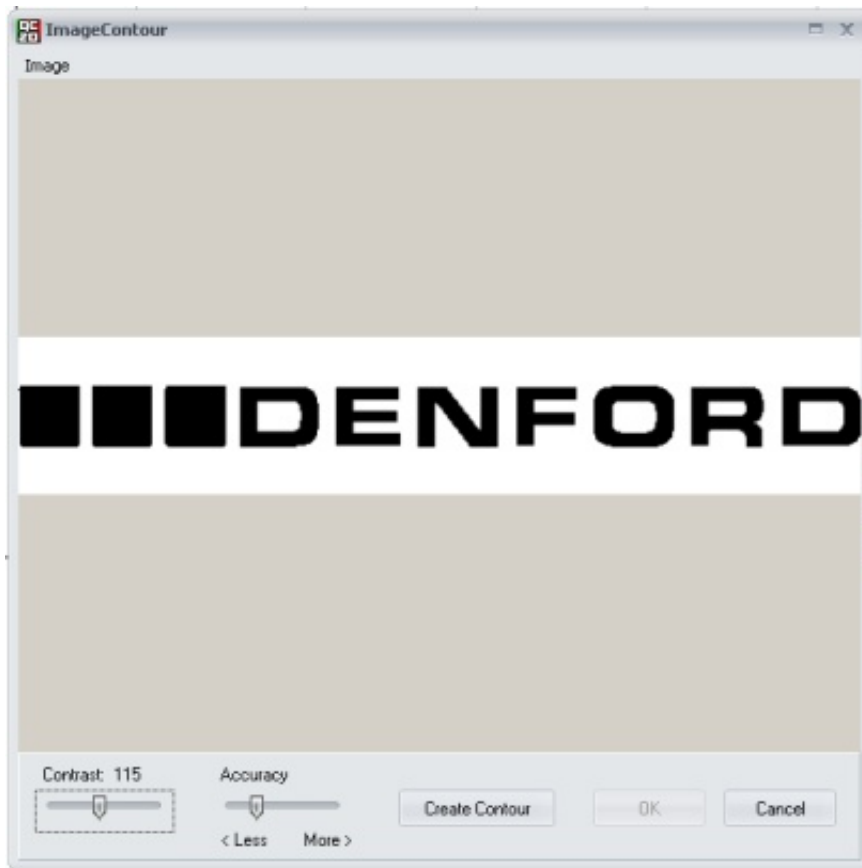 ImageContour
Image
DENFORD
Contrast: 115 Accuracy
Create Contour OK Cancel
< Less More >